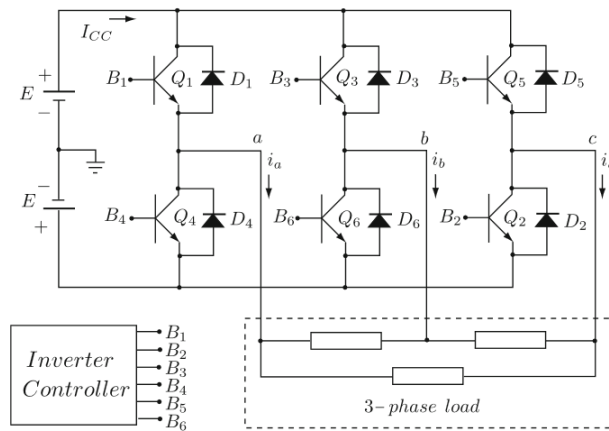 I_CC
B_1 Q_1 D_1 B_3 Q_3 D_3 B_5 Q_5 D_5
+
E
−
a b c
i_a i_b i
−
E
+
B_4 Q_4 D_4 B_6 Q_6 D_6 B_2 Q_2 D_2
Inverter
Controller
B_1
B_2
B_3
B_4
B_5
B_6
3-phase load